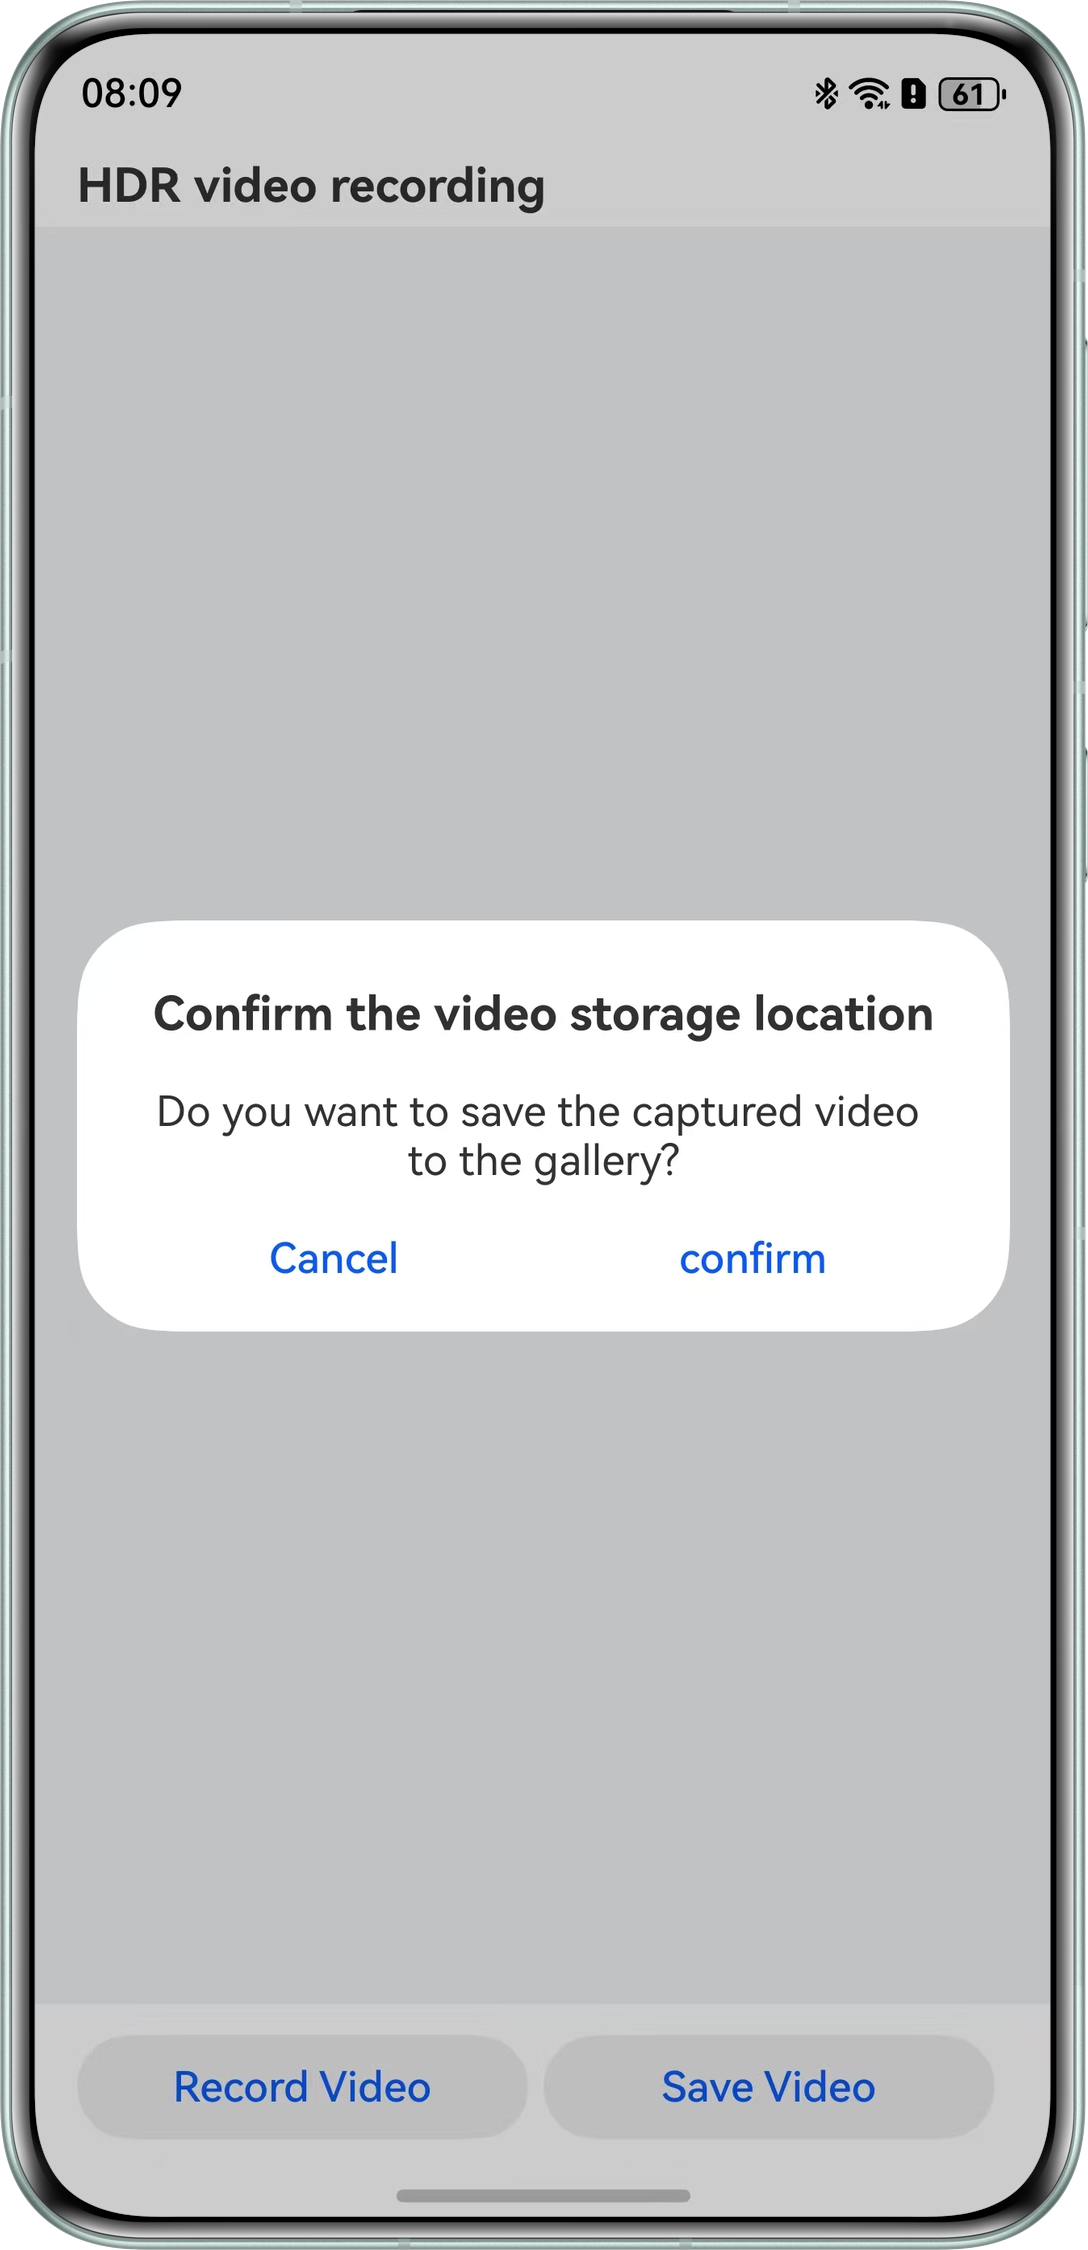 08:09
61
HDR video recording
Confirm the video storage location
Do you want to save the captured video
to the gallery?
Cancel
confirm
Record Video
Save Video